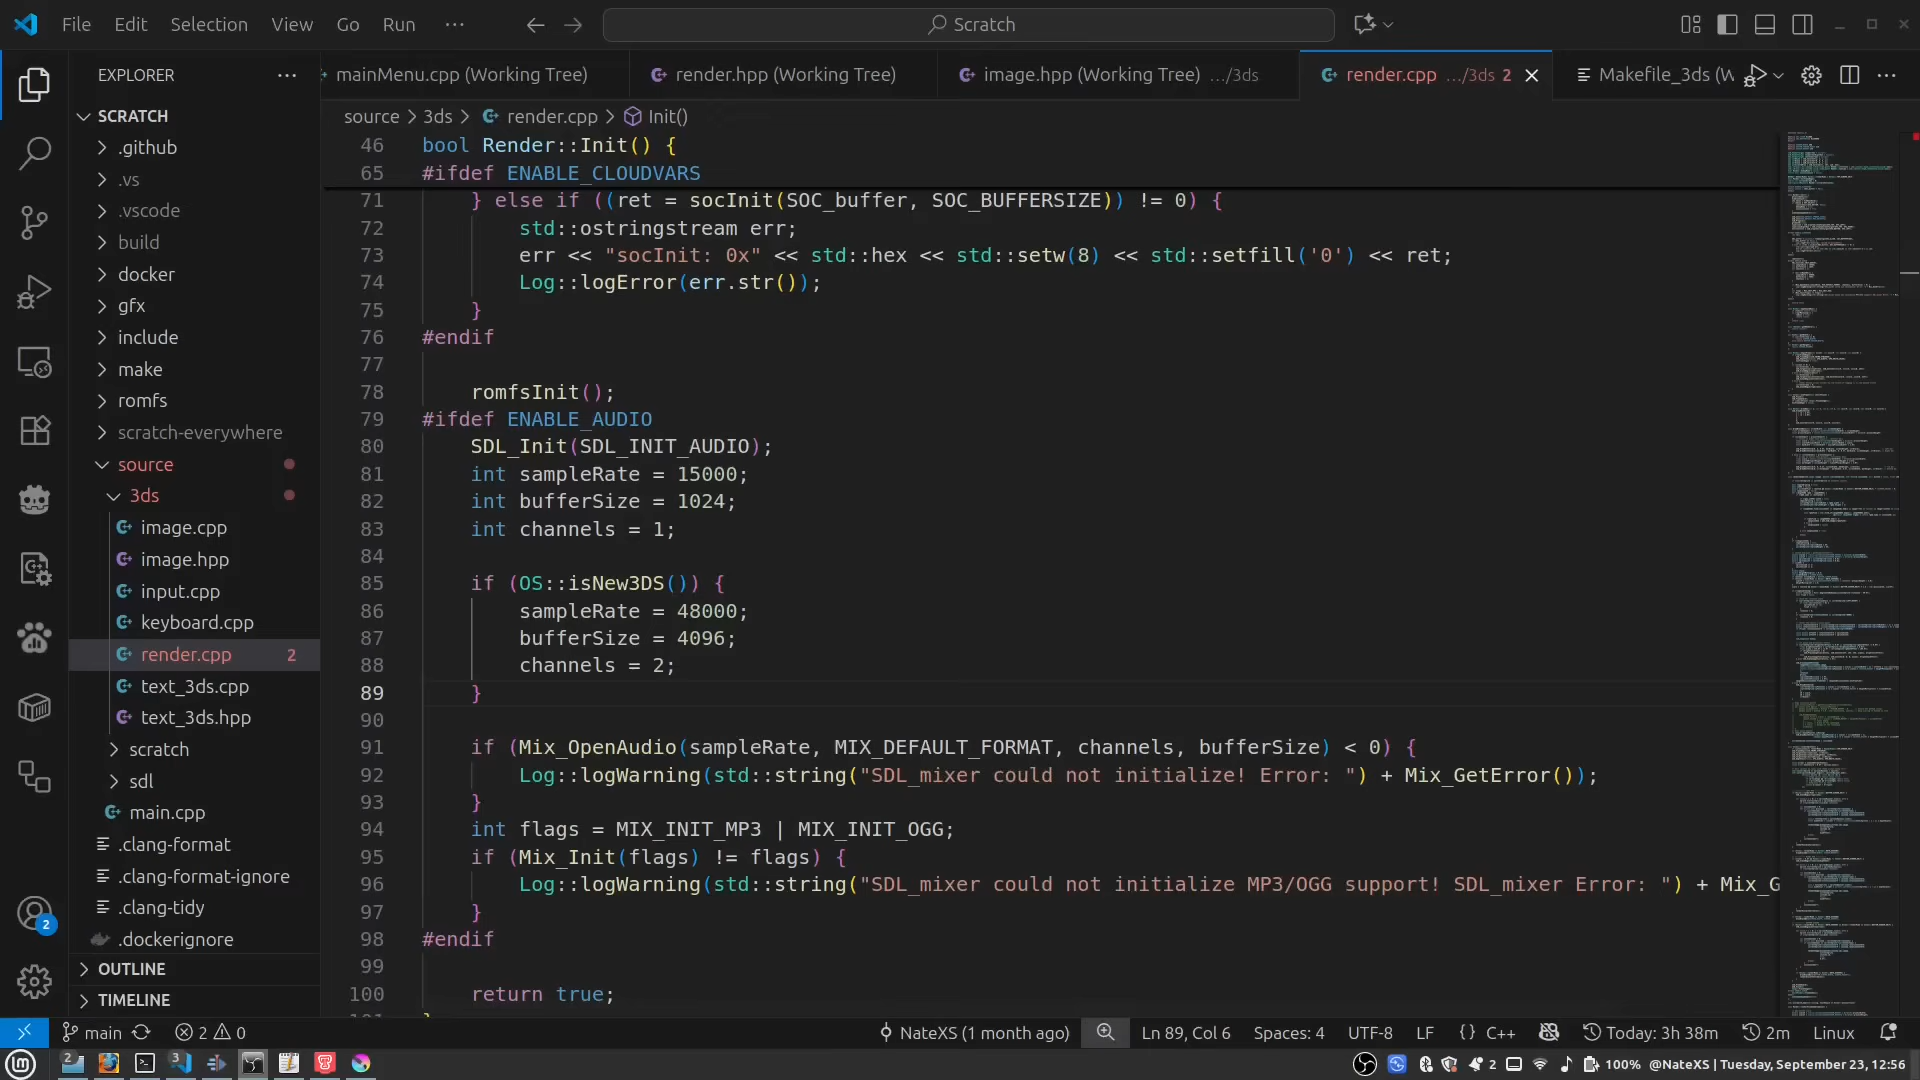 File Edit Selection View Go Run ···
Scratch
EXPLORER ···
mainMenu.cpp (Working Tree)
render.hpp (Working Tree)
image.hpp (Working Tree) .../3ds
render.cpp .../3ds 2
Makefile_3ds (W
SCRATCH
.github
.vs
.vscode
build
docker
gfx
include
make
romfs
scratch-everywhere
source
3ds
image.cpp
image.hpp
input.cpp
keyboard.cpp
render.cpp 2
text_3ds.cpp
text_3ds.hpp
scratch
sdl
main.cpp
.clang-format
.clang-format-ignore
.clang-tidy
.dockerignore
OUTLINE
TIMELINE
2
source > 3ds > render.cpp > Init()
46 bool Render::Init() {
65 #ifdef ENABLE_CLOUDVARS
71 } else if ((ret = socInit(SOC_buffer, SOC_BUFFERSIZE)) != 0) {
72 std::ostringstream err;
73 err << "socInit: 0x" << std::hex << std::setw(8) << std::setfill('0') << ret;
74 Log::logError(err.str());
75 }
76 #endif
77
78 romfsInit();
79 #ifdef ENABLE_AUDIO
80 SDL_Init(SDL_INIT_AUDIO);
81 int sampleRate = 15000;
82 int bufferSize = 1024;
83 int channels = 1;
84
85 if (OS::isNew3DS()) {
86 sampleRate = 48000;
87 bufferSize = 4096;
88 channels = 2;
89 }
90
91 if (Mix_OpenAudio(sampleRate, MIX_DEFAULT_FORMAT, channels, bufferSize) < 0) {
92 Log::logWarning(std::string("SDL_mixer could not initialize! Error: ") + Mix_GetError());
93 }
94 int flags = MIX_INIT_MP3 | MIX_INIT_OGG;
95 if (Mix_Init(flags) != flags) {
96 Log::logWarning(std::string("SDL_mixer could not initialize MP3/OGG support! SDL_mixer Error: ") + Mix_G
97 }
98 #endif
99
100 return true;
main 2 0 NateXS (1 month ago) Ln 89, Col 6 Spaces: 4 UTF-8 LF {} C++ Today: 3h 38m 2m Linux
2 3 2 100% @NateXS | Tuesday, September 23, 12:56